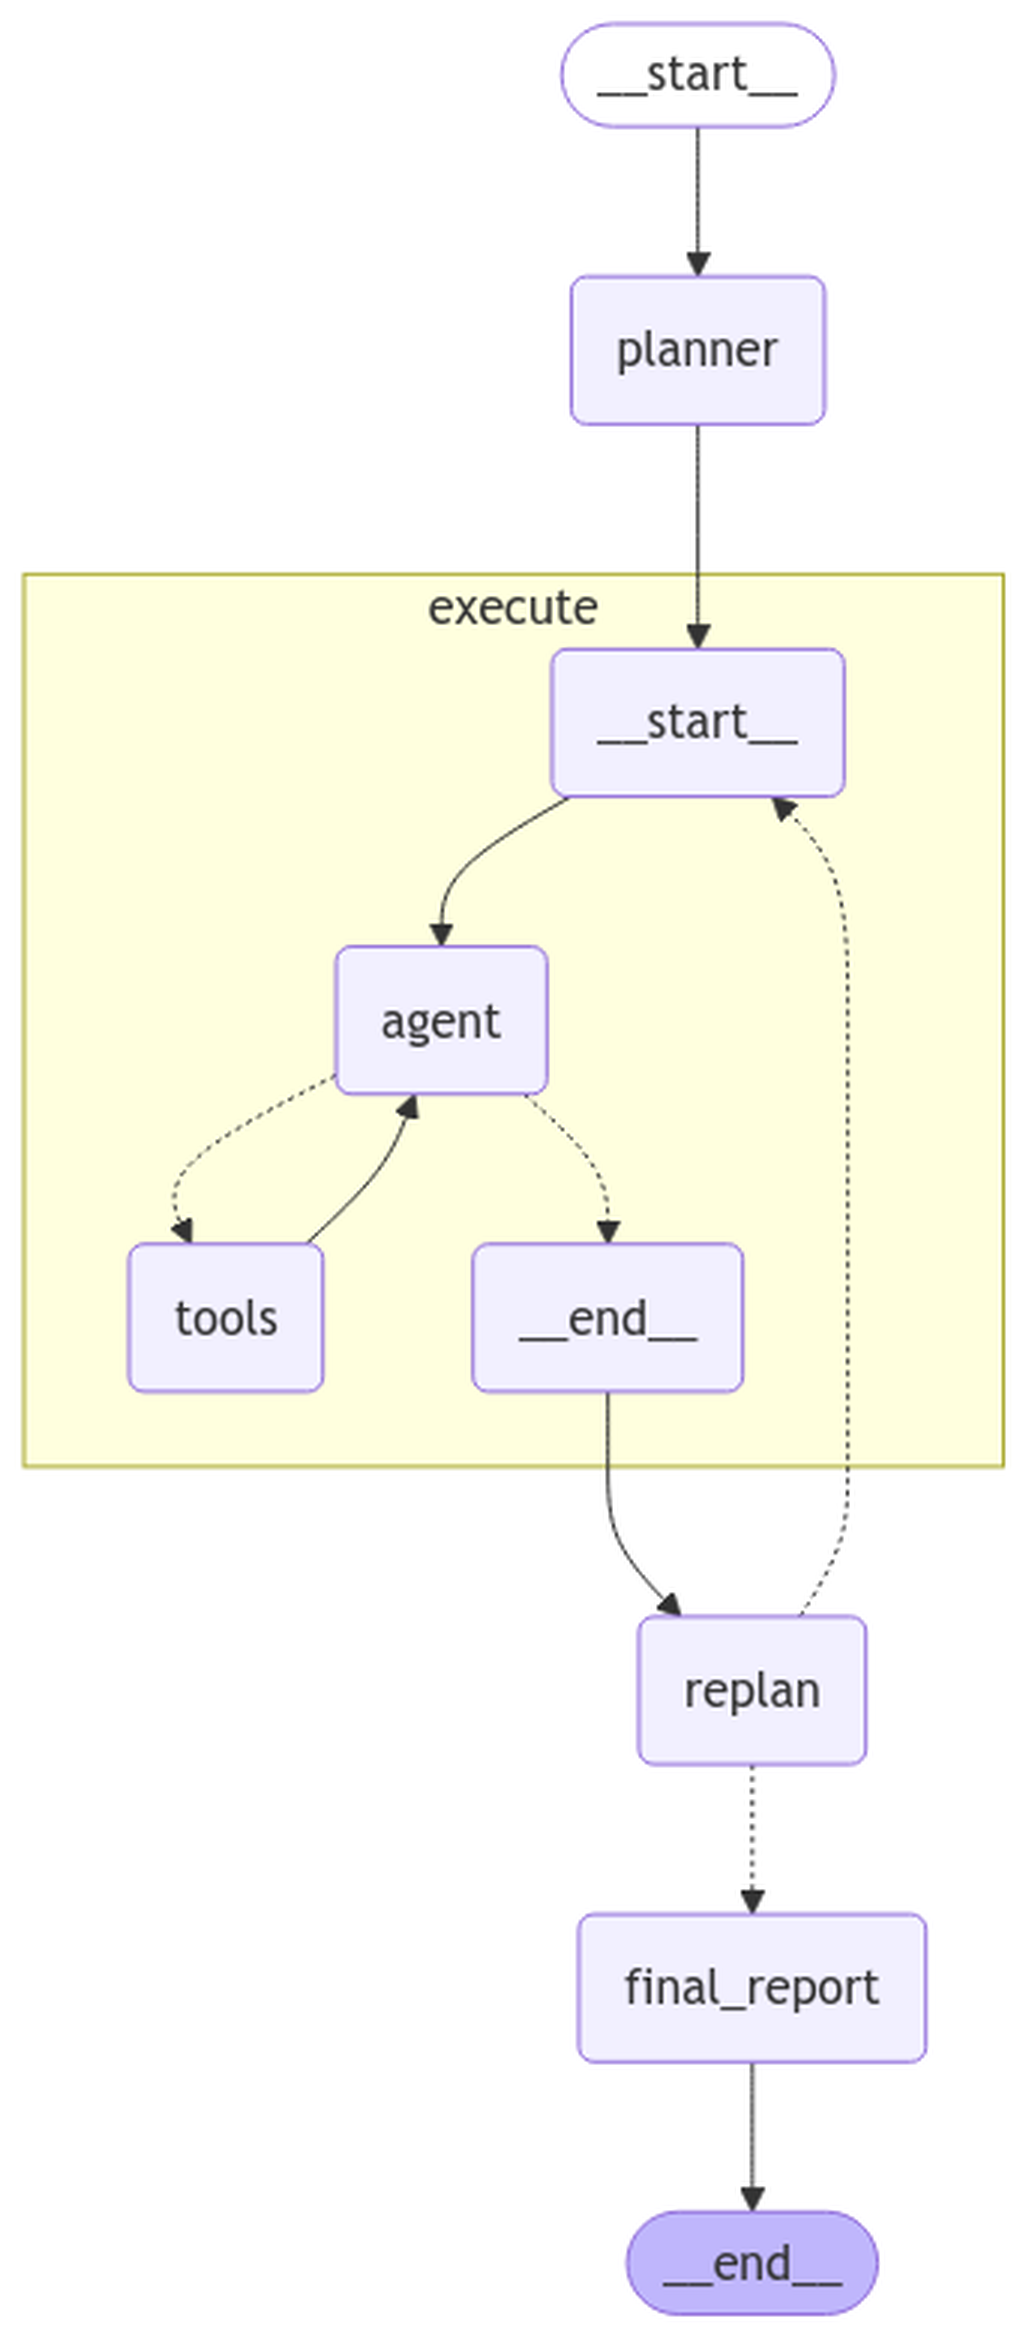 __start__
planner
execute
__start__
agent
tools
__end__
replan
final_report
__end__